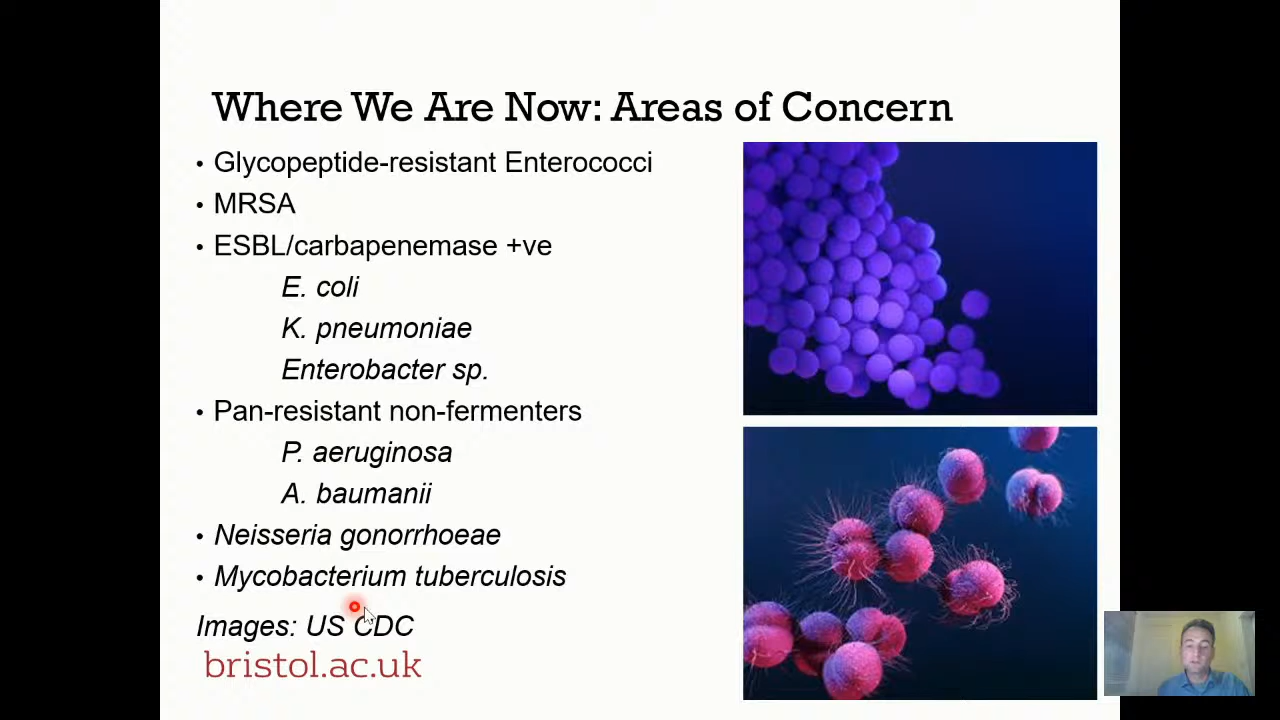 Where We Are Now: Areas of Concern
• Glycopeptide-resistant Enterococci
• MRSA
• ESBL/carbapenemase +ve
E. coli
K. pneumoniae
Enterobacter sp.
• Pan-resistant non-fermenters
P. aeruginosa
A. baumanii
• Neisseria gonorrhoeae
• Mycobacterium tuberculosis
Images: US CDC
bristol.ac.uk